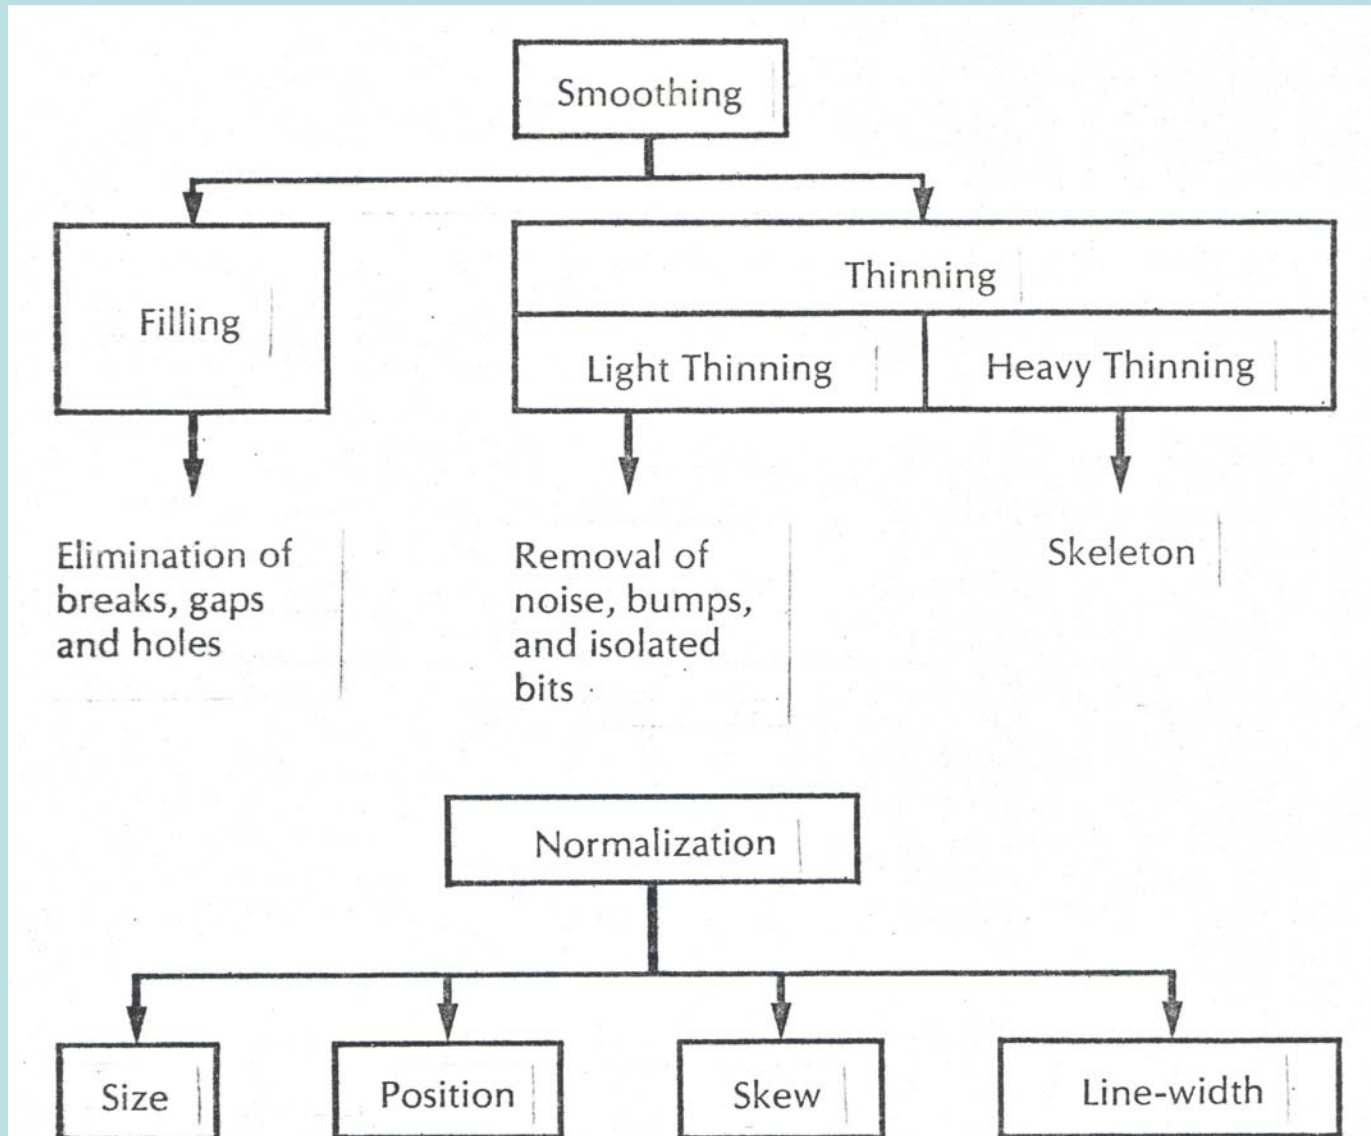 Smoothing
Filling
Thinning
Light Thinning
Heavy Thinning
Elimination of
breaks, gaps
and holes
Removal of
noise, bumps,
and isolated
bits
Skeleton
Normalization
Size
Position
Skew
Line-width